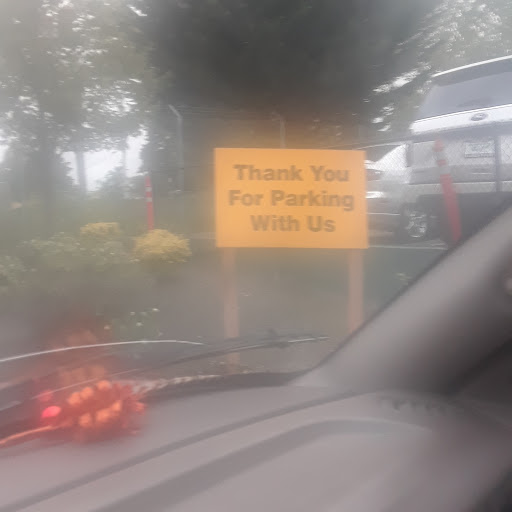 Thank You
For Parking
With Us